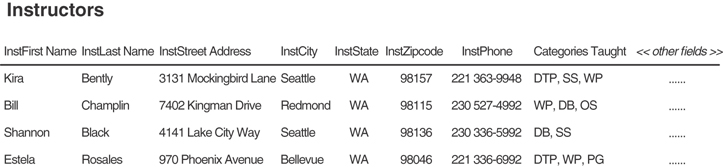 Instructors
InstFirst Name InstLast Name InstStreet Address InstCity InstState InstZipcode InstPhone Categories Taught << other fields >>
Kira Bently 3131 Mockingbird Lane Seattle WA 98157 221 363-9948 DTP, SS, WP ......
Bill Champlin 7402 Kingman Drive Redmond WA 98115 230 527-4992 WP, DB, OS ......
Shannon Black 4141 Lake City Way Seattle WA 98136 230 336-5992 DB, SS ......
Estela Rosales 970 Phoenix Avenue Bellevue WA 98046 221 336-6992 DTP, WP, PG ......